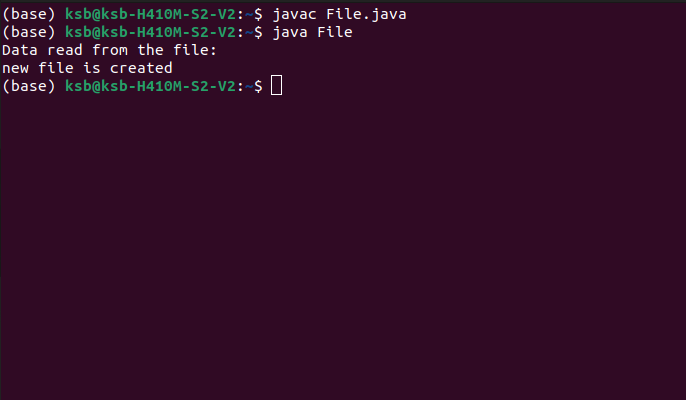 (base) ksb@ksb-H410M-S2-V2:~$ javac File.java
(base) ksb@ksb-H410M-S2-V2:~$ java File
Data read from the file:
new file is created
(base) ksb@ksb-H410M-S2-V2:~$